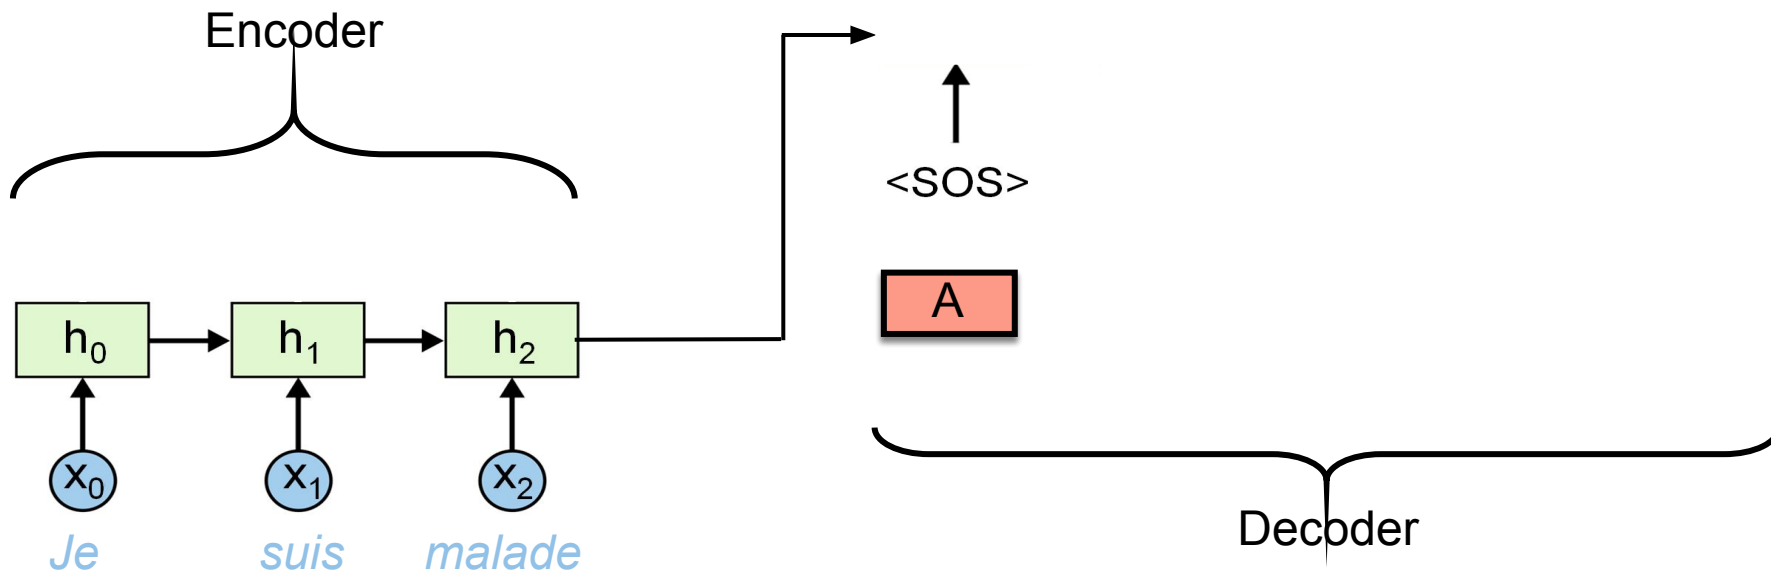 Encoder
<SOS>
A
h0 h1 h2
x0 x1 x2
Je suis malade
Decoder